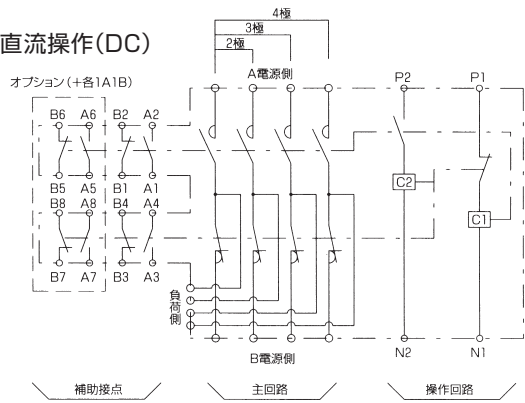 4極
3極
2極
直流操作(DC)
オプション(+各1A1B)
A電源側
P2 P1
B6 A6 B2 A2
B5 A5 B1 A1
B8 A8 B4 A4
C2
C1
B7 A7 B3 A3
負荷側
B電源側
N2 N1
補助接点
主回路
操作回路